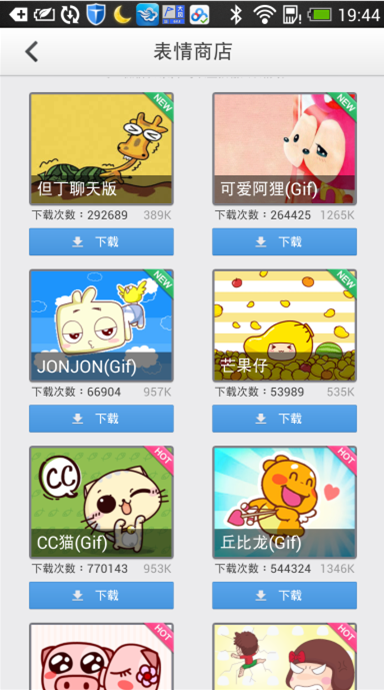 19:44
表情商店
NEW
NEW
但丁聊天版
可爱阿狸(Gif)
下载次数：292689 389K
下载次数：264425 1265K
下载
下载
NEW
NEW
JONJON(Gif)
芒果仔
下载次数：66904 957K
下载次数：53989 535K
下载
下载
HOT
HOT
CC
CC猫(Gif)
丘比龙(Gif)
下载次数：770143 953K
下载次数：544324 1346K
下载
下载
HOT
HOT